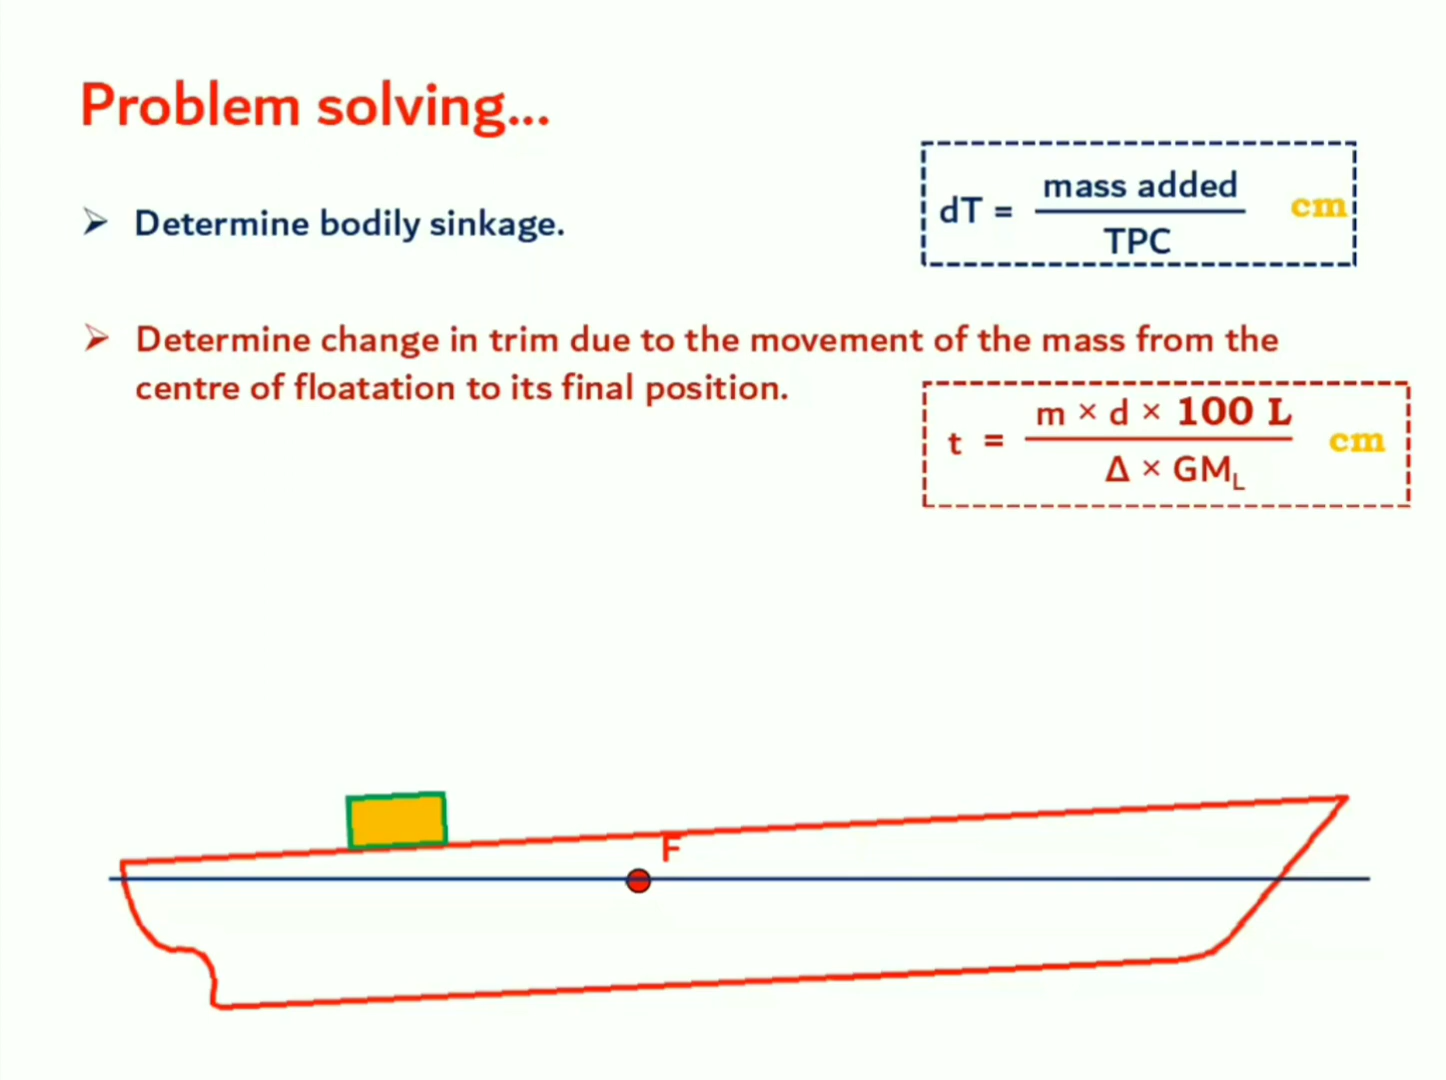 Problem solving...
➢ Determine bodily sinkage.
dT = mass added / TPC cm
➢ Determine change in trim due to the movement of the mass from the
centre of floatation to its final position.
t = m × d × 100 L / Δ × GML cm
F